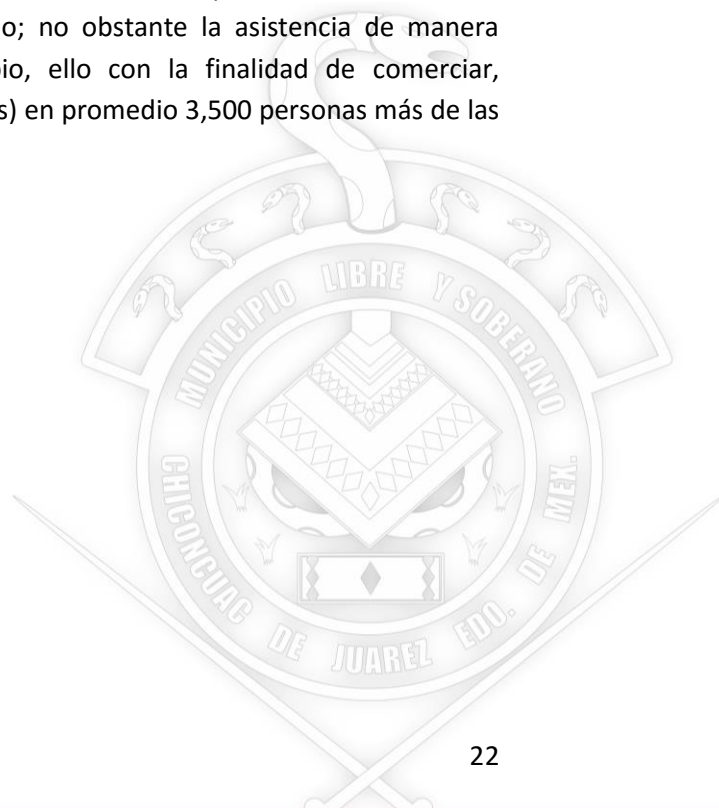 o; no obstante la asistencia de manera
pio, ello con la finalidad de comerciar,
s) en promedio 3,500 personas más de las
MUNICIPIO LIBRE Y SOBERANO
CHICONCUAC DE JUAREZ EDO. DE MEX.
22